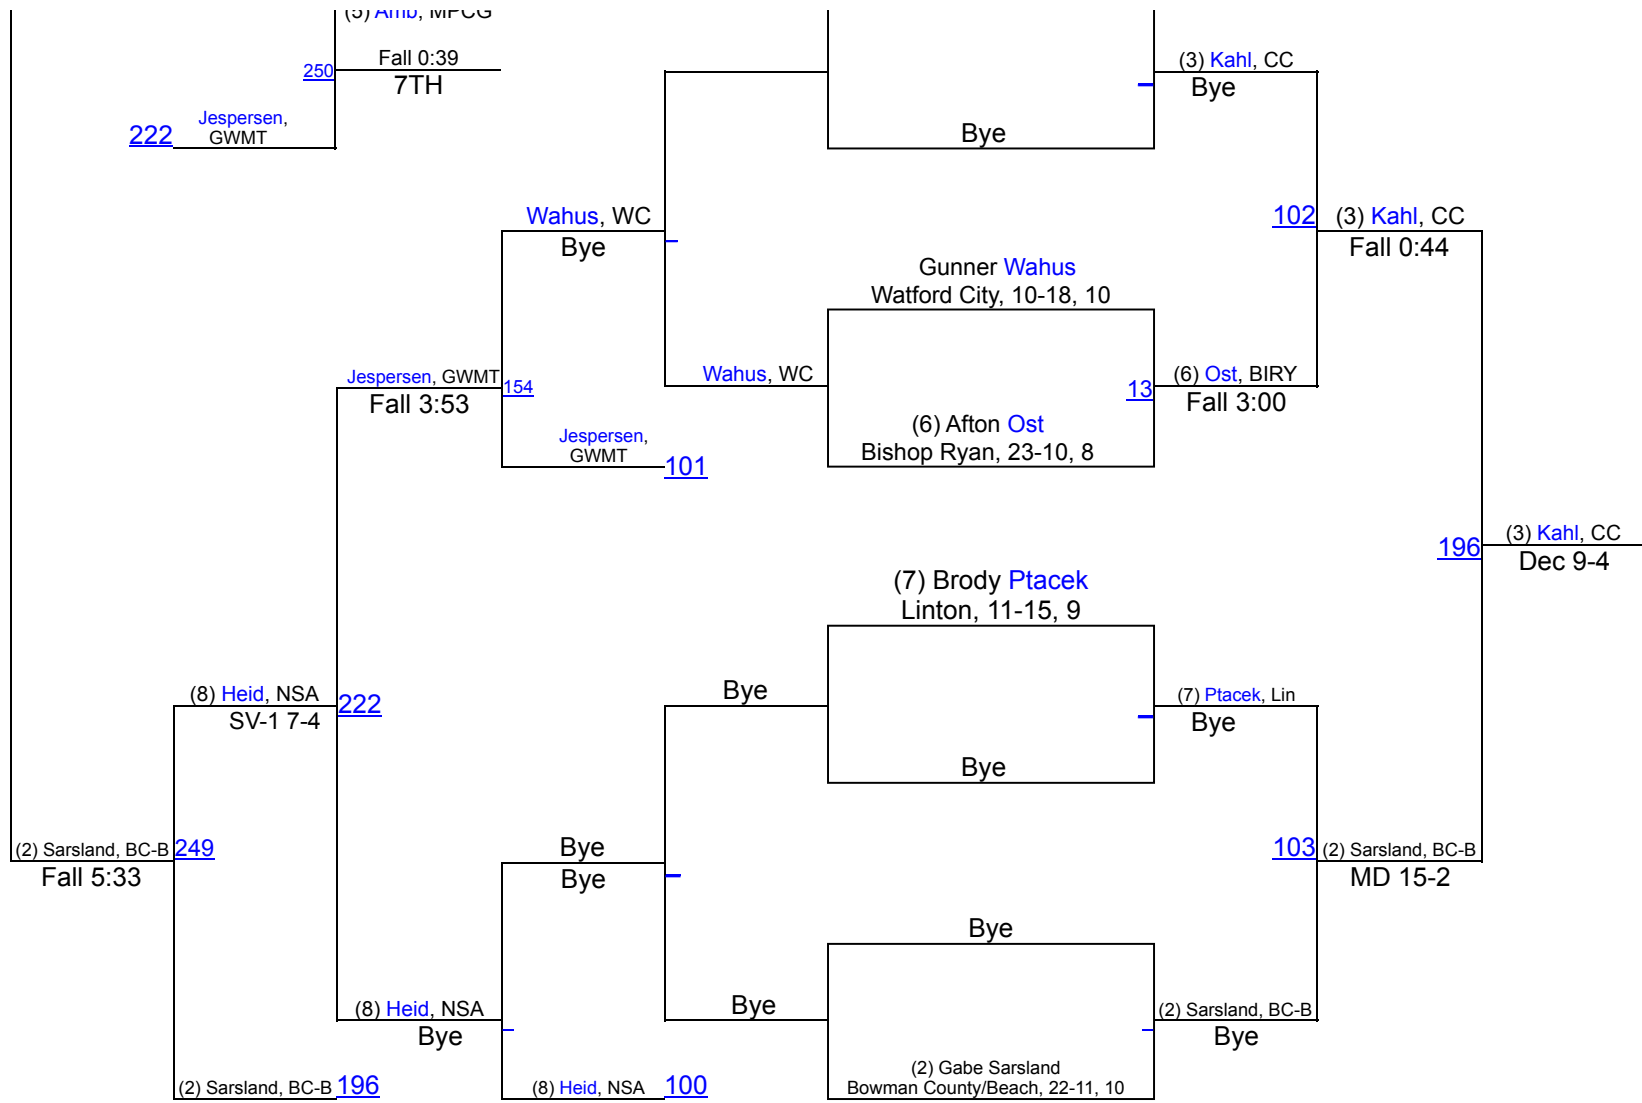 (5) Amb, MPCG
Fall 0:39
250
7TH
Jespersen,
GWMT
222
(3) Kahl, CC
Bye
Bye
Wahus, WC
Bye
102
(3) Kahl, CC
Fall 0:44
Gunner Wahus
Watford City, 10-18, 10
Jespersen, GWMT
154
Fall 3:53
Wahus, WC
13
(6) Ost, BIRY
Fall 3:00
(6) Afton Ost
Bishop Ryan, 23-10, 8
Jespersen,
GWMT
101
196
(3) Kahl, CC
Dec 9-4
(7) Brody Ptacek
Linton, 11-15, 9
(8) Heid, NSA
222
SV-1 7-4
Bye
(7) Ptacek, Lin
Bye
Bye
(2) Sarsland, BC-B
249
Fall 5:33
Bye
Bye
103
(2) Sarsland, BC-B
MD 15-2
Bye
(8) Heid, NSA
Bye
Bye
(2) Sarsland, BC-B
Bye
(2) Gabe Sarsland
Bowman County/Beach, 22-11, 10
(2) Sarsland, BC-B
196
(8) Heid, NSA
100